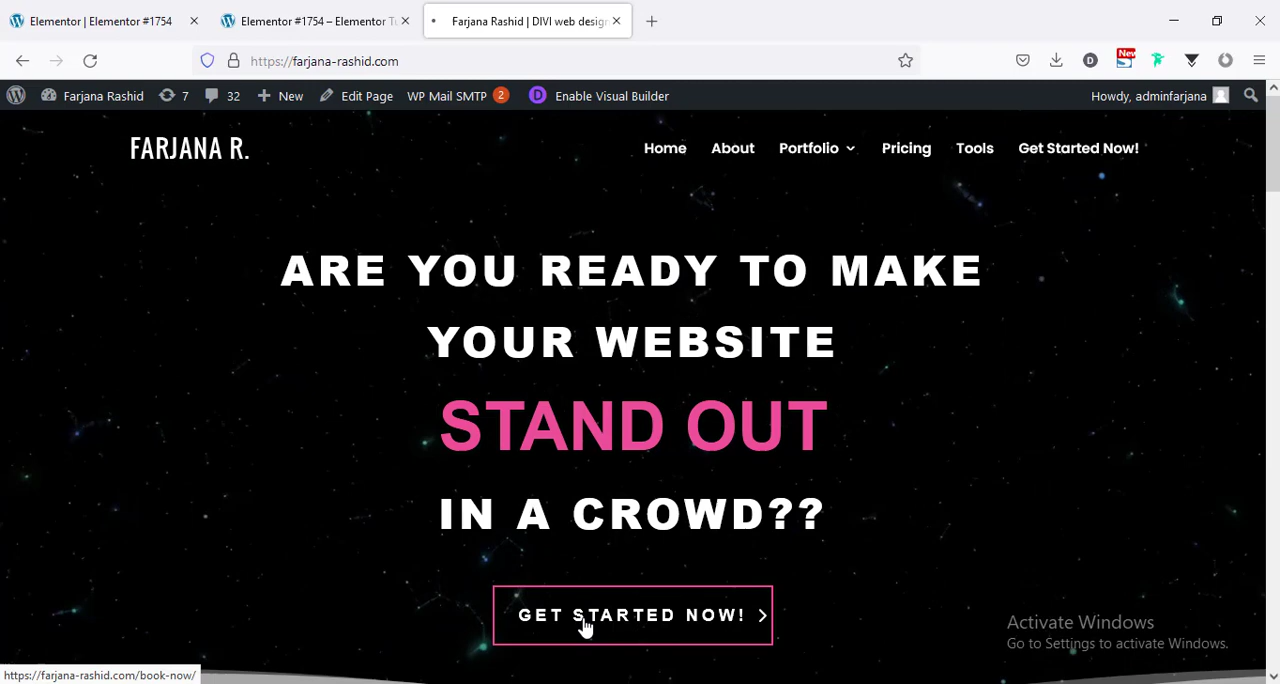 Elementor | Elementor #1754
Elementor #1754 – Elementor Tu
Farjana Rashid | DIVI web design
https://farjana-rashid.com
New
Farjana Rashid
7
32
New
Edit Page
WP Mail SMTP 2
D Enable Visual Builder
Howdy, adminfarjana
FARJANA R.
Home
About
Portfolio
Pricing
Tools
Get Started Now!
ARE YOU READY TO MAKE
YOUR WEBSITE
STAND OUT
IN A CROWD??
GET STARTED NOW!
Activate Windows
Go to Settings to activate Windows.
https://farjana-rashid.com/book-now/